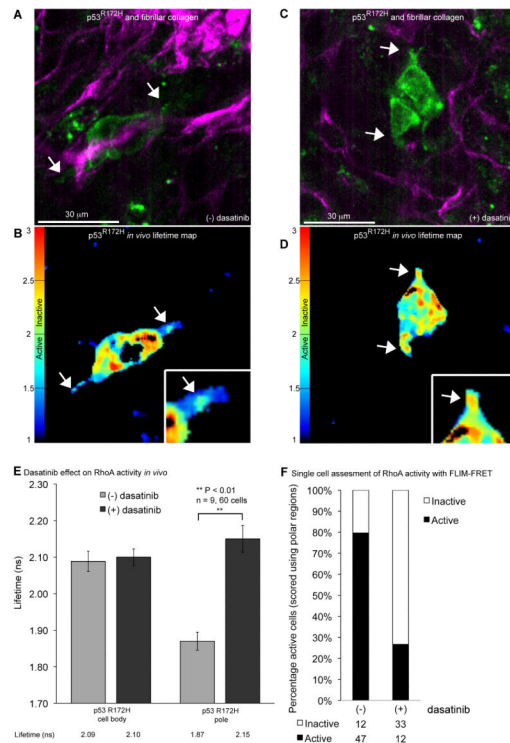 A
p53R172H and fibrillar collagen
30 µm
(-) dasatinib
C
p53R172H and fibrillar collagen
30 µm
(+) dasatinib
B
p53R172H in vivo lifetime map
3
2.5
2
1.5
1
Inactive
Active
D
p53R172H in vivo lifetime map
E Dasatinib effect on RhoA activity in vivo
(-) dasatinib
(+) dasatinib
** P < 0.01
n = 9, 60 cells
**
Lifetime (ns)
2.30
2.20
2.10
2.00
1.90
1.80
1.70
p53 R172H
cell body
p53 R172H
pole
Lifetime (ns) 2.09 2.10 1.87 2.15
F Single cell assesment of RhoA activity with FLIM-FRET
Inactive
Active
Percentage active cells (scored using polar regions)
100%
90%
80%
70%
60%
50%
40%
30%
20%
10%
0%
(-) (+) dasatinib
Inactive 12 33
Active 47 12